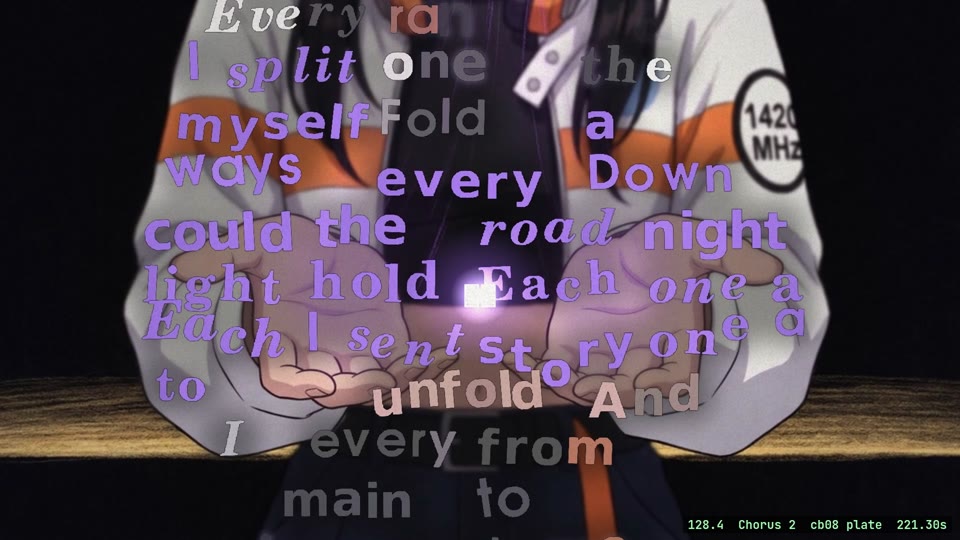 Every ran
I split one the
myself Fold a
ways every Down
could the road night
light hold Each one a
Each I sent story one a
to unfold And
I every from
main to
1420 MHz
128.4 Chorus 2 cb08 plate 221.30s